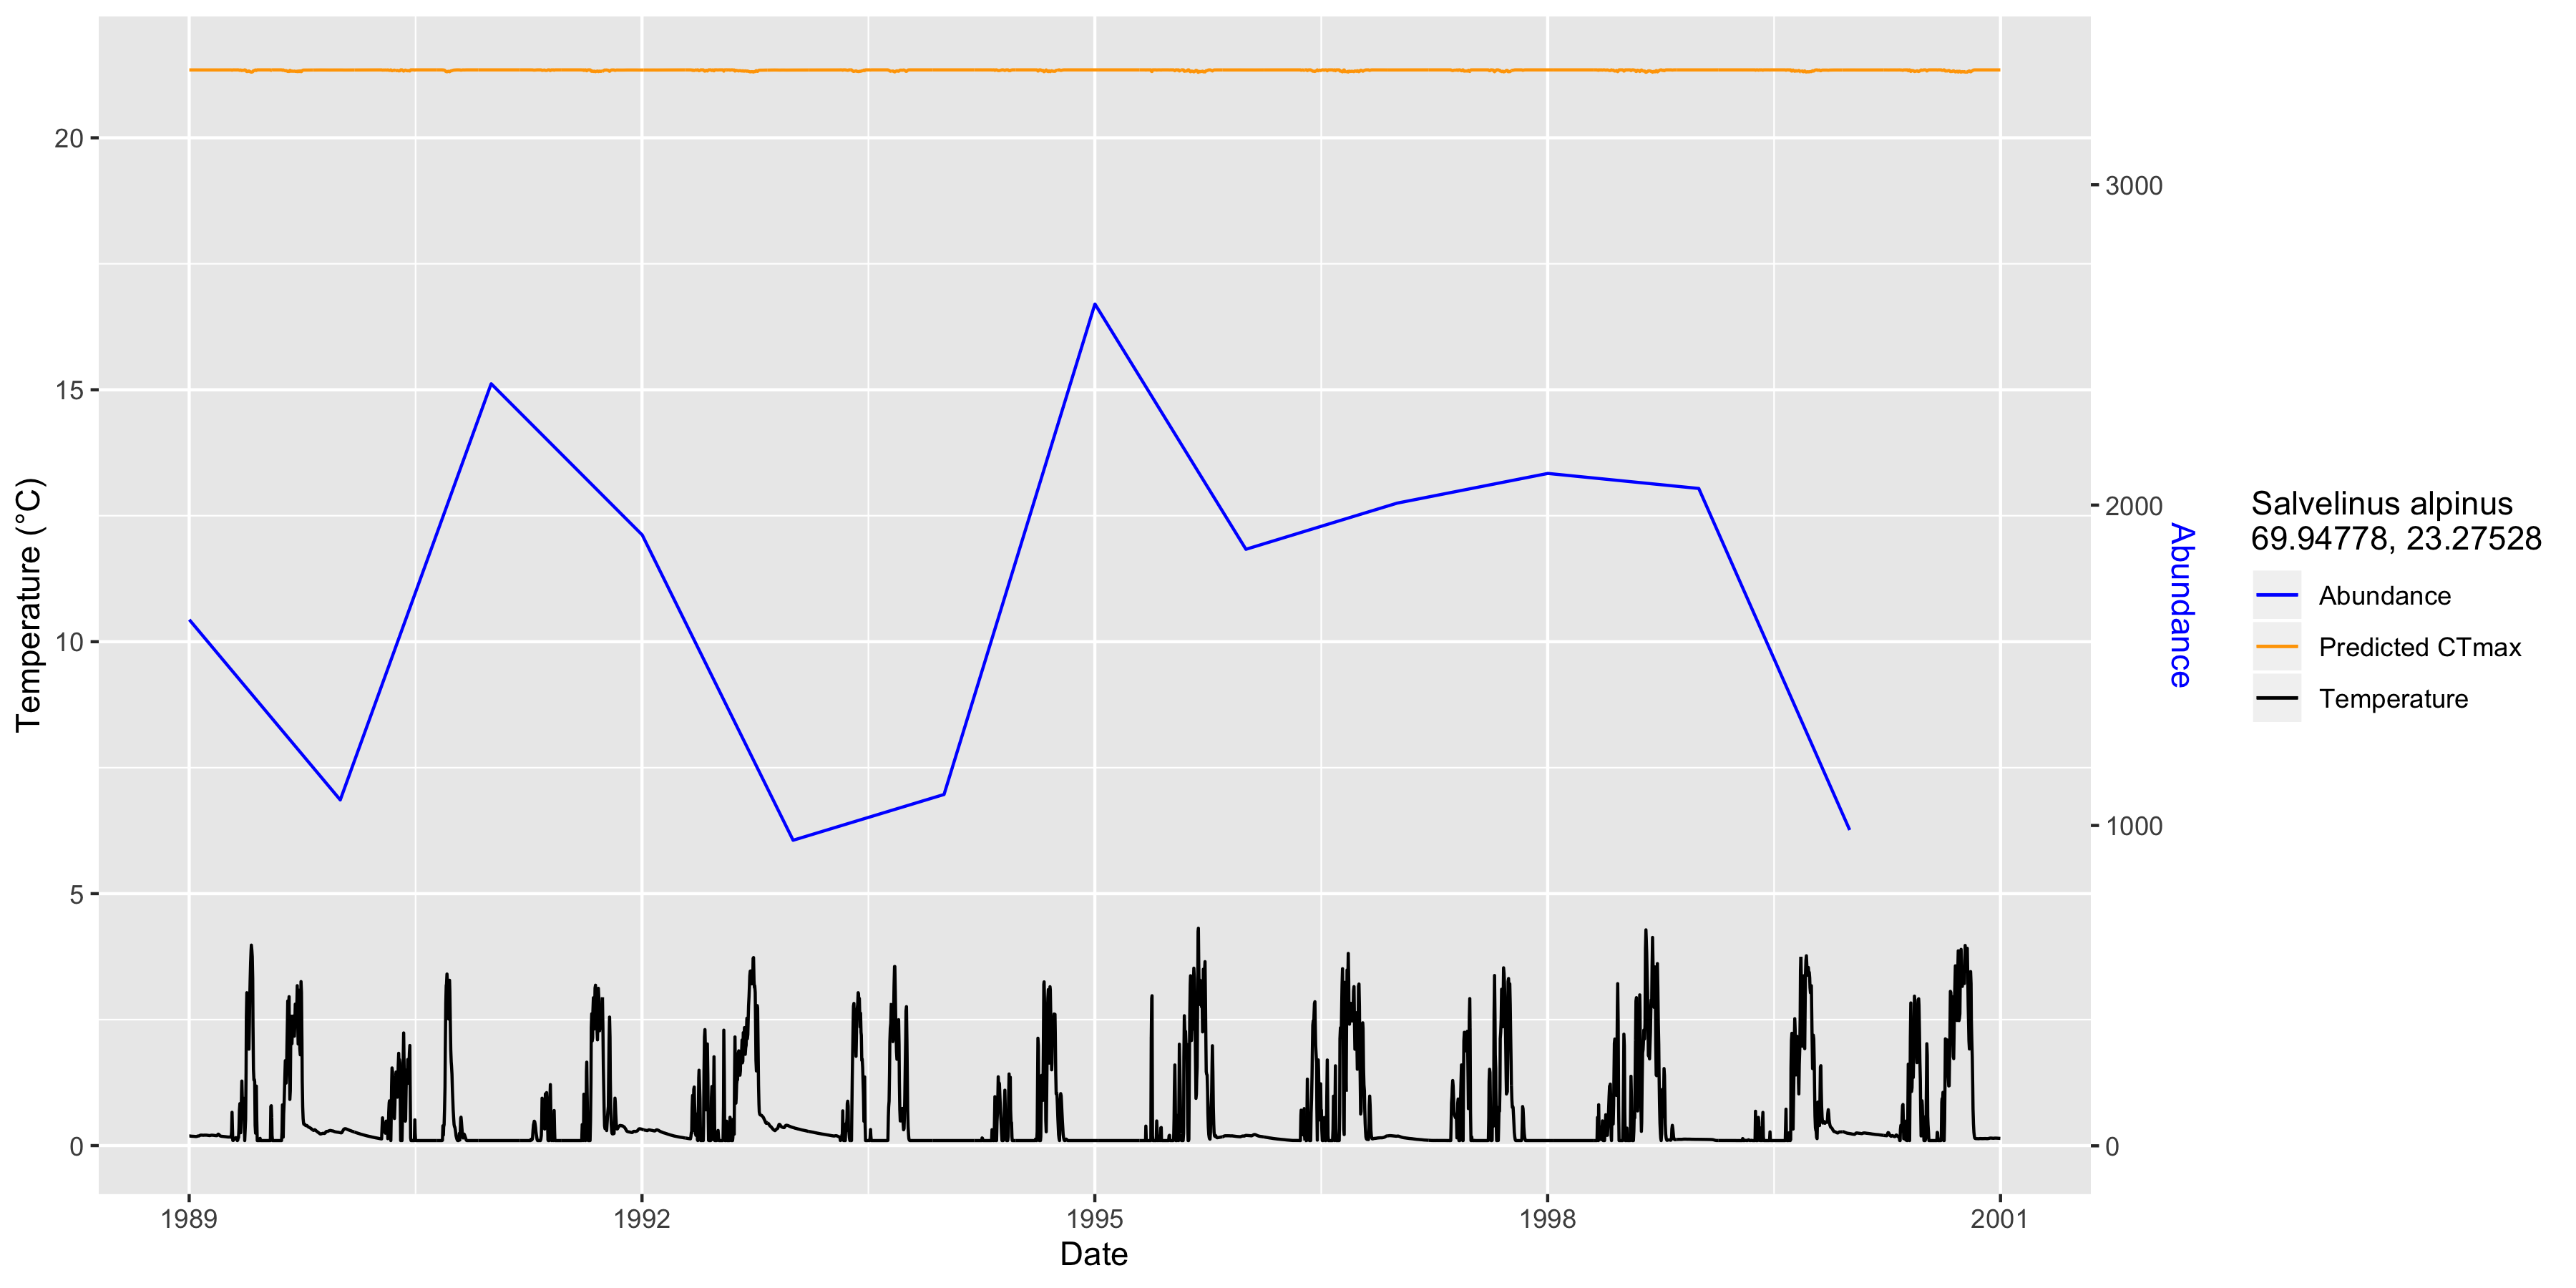 20
15
10
5
0
Temperature (°C)
1989
1992
1995
1998
2001
Date
3000
2000
1000
0
Abundance
Salvelinus alpinus
69.94778, 23.27528
Abundance
Predicted CTmax
Temperature